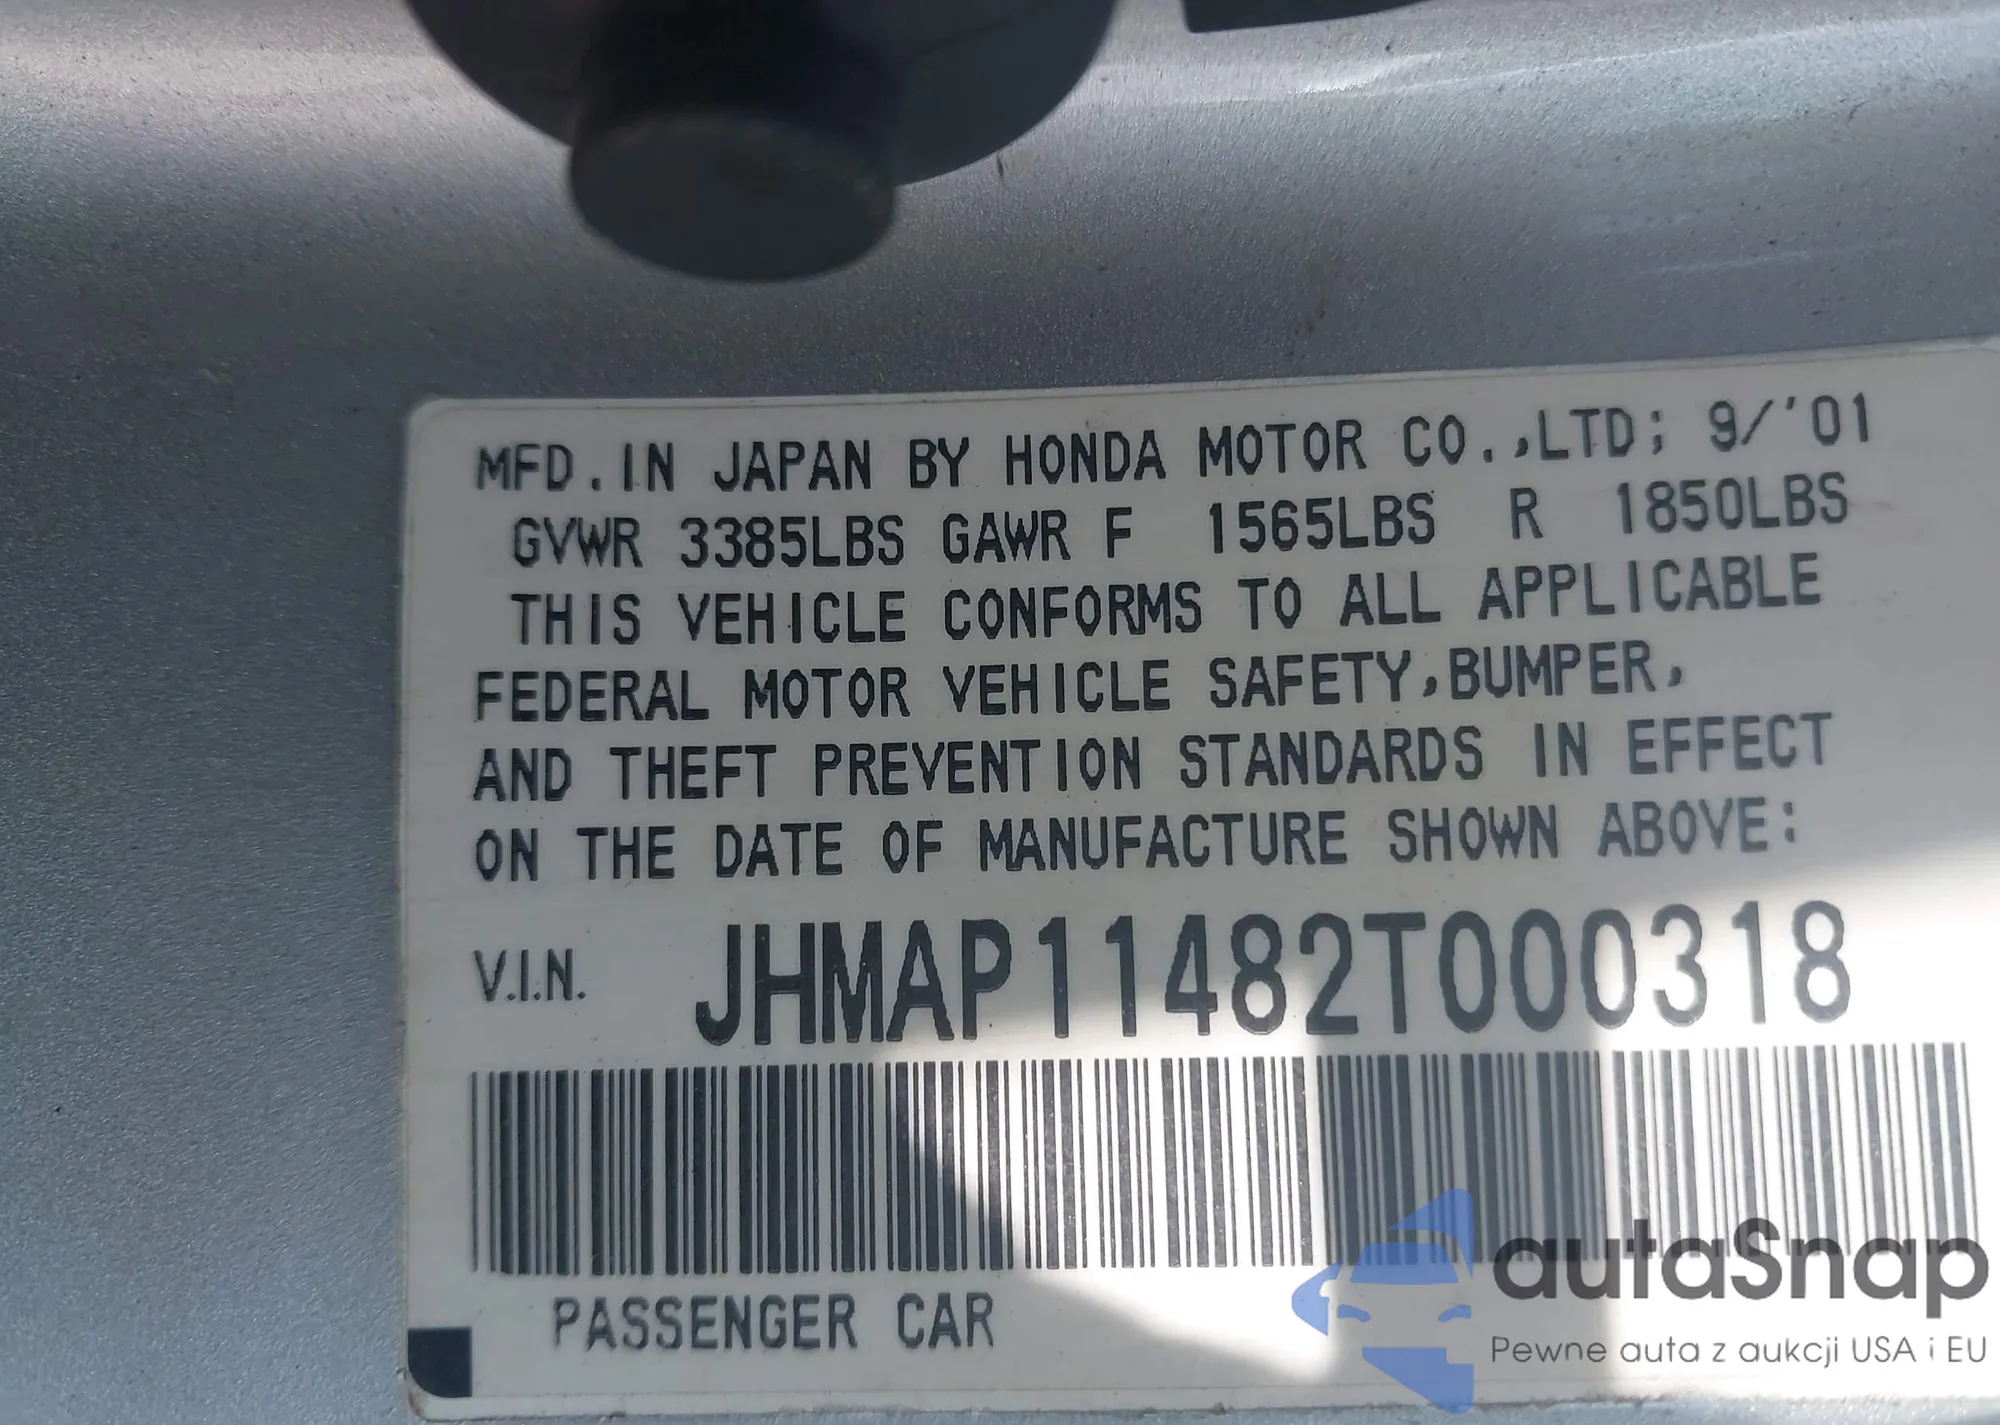 MFD.IN JAPAN BY HONDA MOTOR CO.,LTD; 9/'01
GVWR 3385LBS GAWR F 1565LBS R 1850LBS
THIS VEHICLE CONFORMS TO ALL APPLICABLE
FEDERAL MOTOR VEHICLE SAFETY,BUMPER,
AND THEFT PREVENTION STANDARDS IN EFFECT
ON THE DATE OF MANUFACTURE SHOWN ABOVE:
V.I.N. JHMAP11482T000318
PASSENGER CAR
autaSnap
Pewne auta z aukcji USA i EU